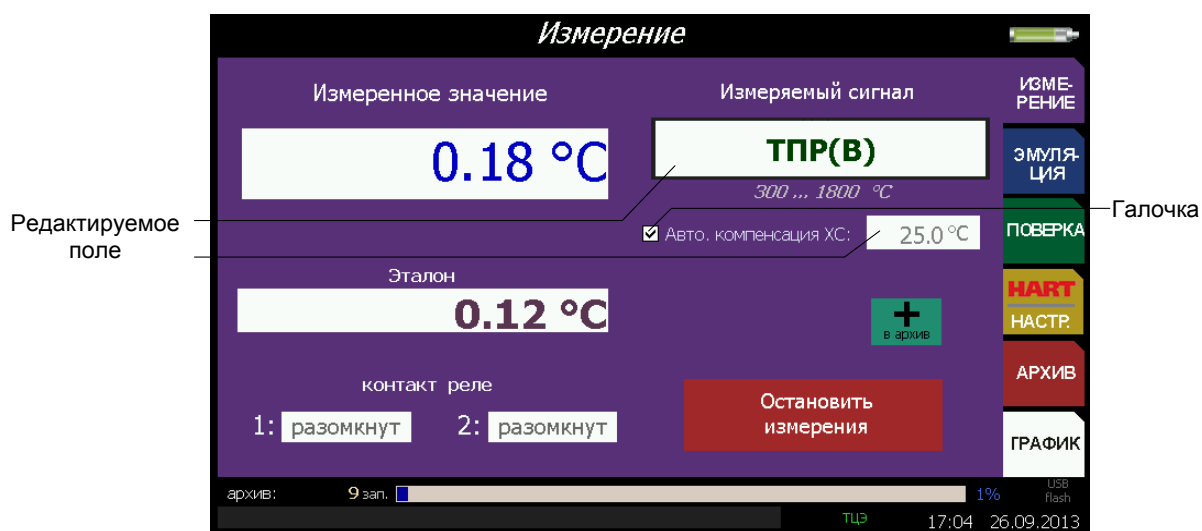 Измерение
Измеренное значение
Измеряемый сигнал
0.18 °C
ТПР(В)
300 ... 1800 °C
Авто. компенсация ХС:
25.0 °C
Эталон
0.12 °C
+
в архив
контакт реле
1: разомкнут
2: разомкнут
Остановить
измерения
ИЗМЕ-
РЕНИЕ
ЭМУЛЯ-
ЦИЯ
ПОВЕРКА
HART
НАСТР.
АРХИВ
ГРАФИК
архив:
9 зап.
1%
USB
flash
ТЦЭ
17:04
26.09.2013
Редактируемое
поле
Галочка